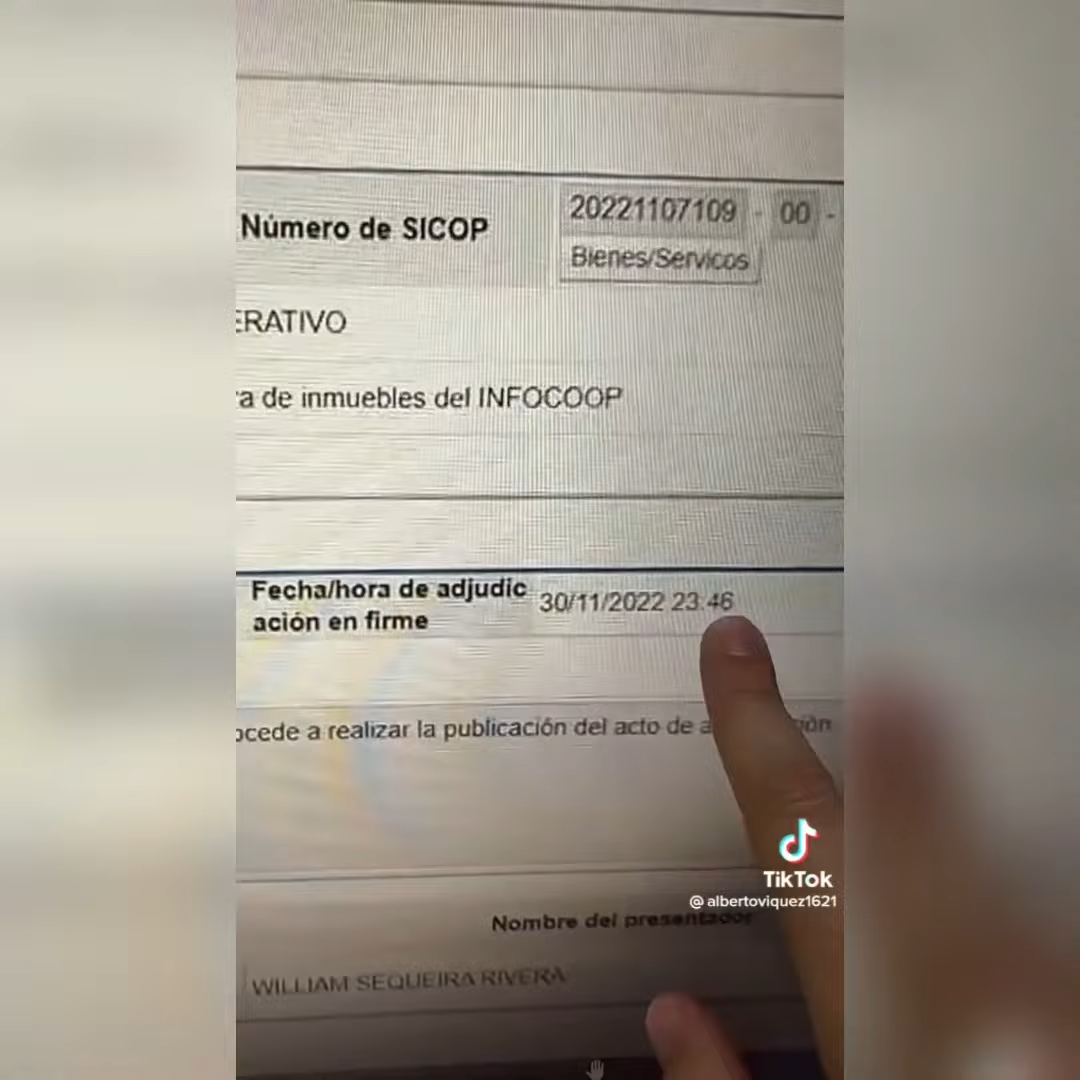 Número de SICOP
20221107109 - 00 -
Bienes/Servicos
ERATIVO
a de inmuebles del INFOCOOP
Fecha/hora de adjudic
ación en firme
30/11/2022 23:46
ocede a realizar la publicación del acto de
TikTok
@albertoviquez1621
Nombre del presentador
WILLIAM SEQUEIRA RIVERA